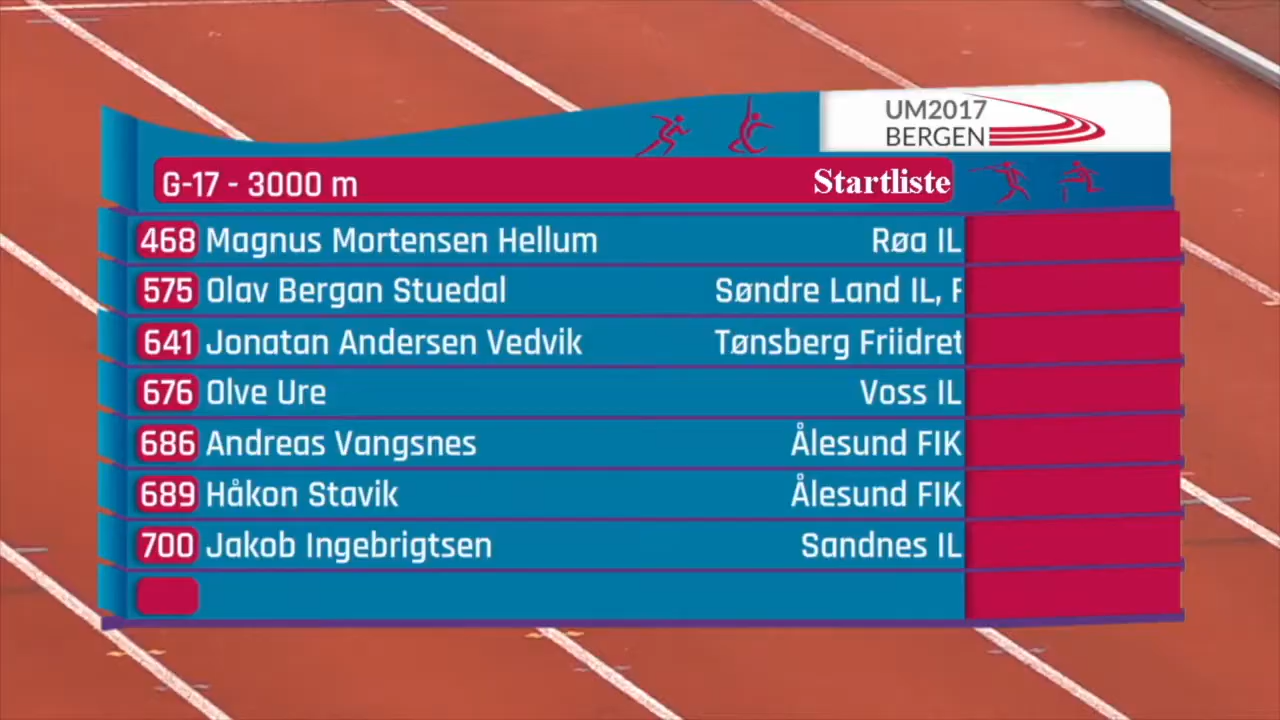 UM2017
BERGEN
G-17 - 3000 m Startliste
468 Magnus Mortensen Hellum Røa IL
575 Olav Bergan Stuedal Søndre Land IL, F
641 Jonatan Andersen Vedvik Tønsberg Friidret
676 Olve Ure Voss IL
686 Andreas Vangsnes Ålesund FIK
689 Håkon Stavik Ålesund FIK
700 Jakob Ingebrigtsen Sandnes IL